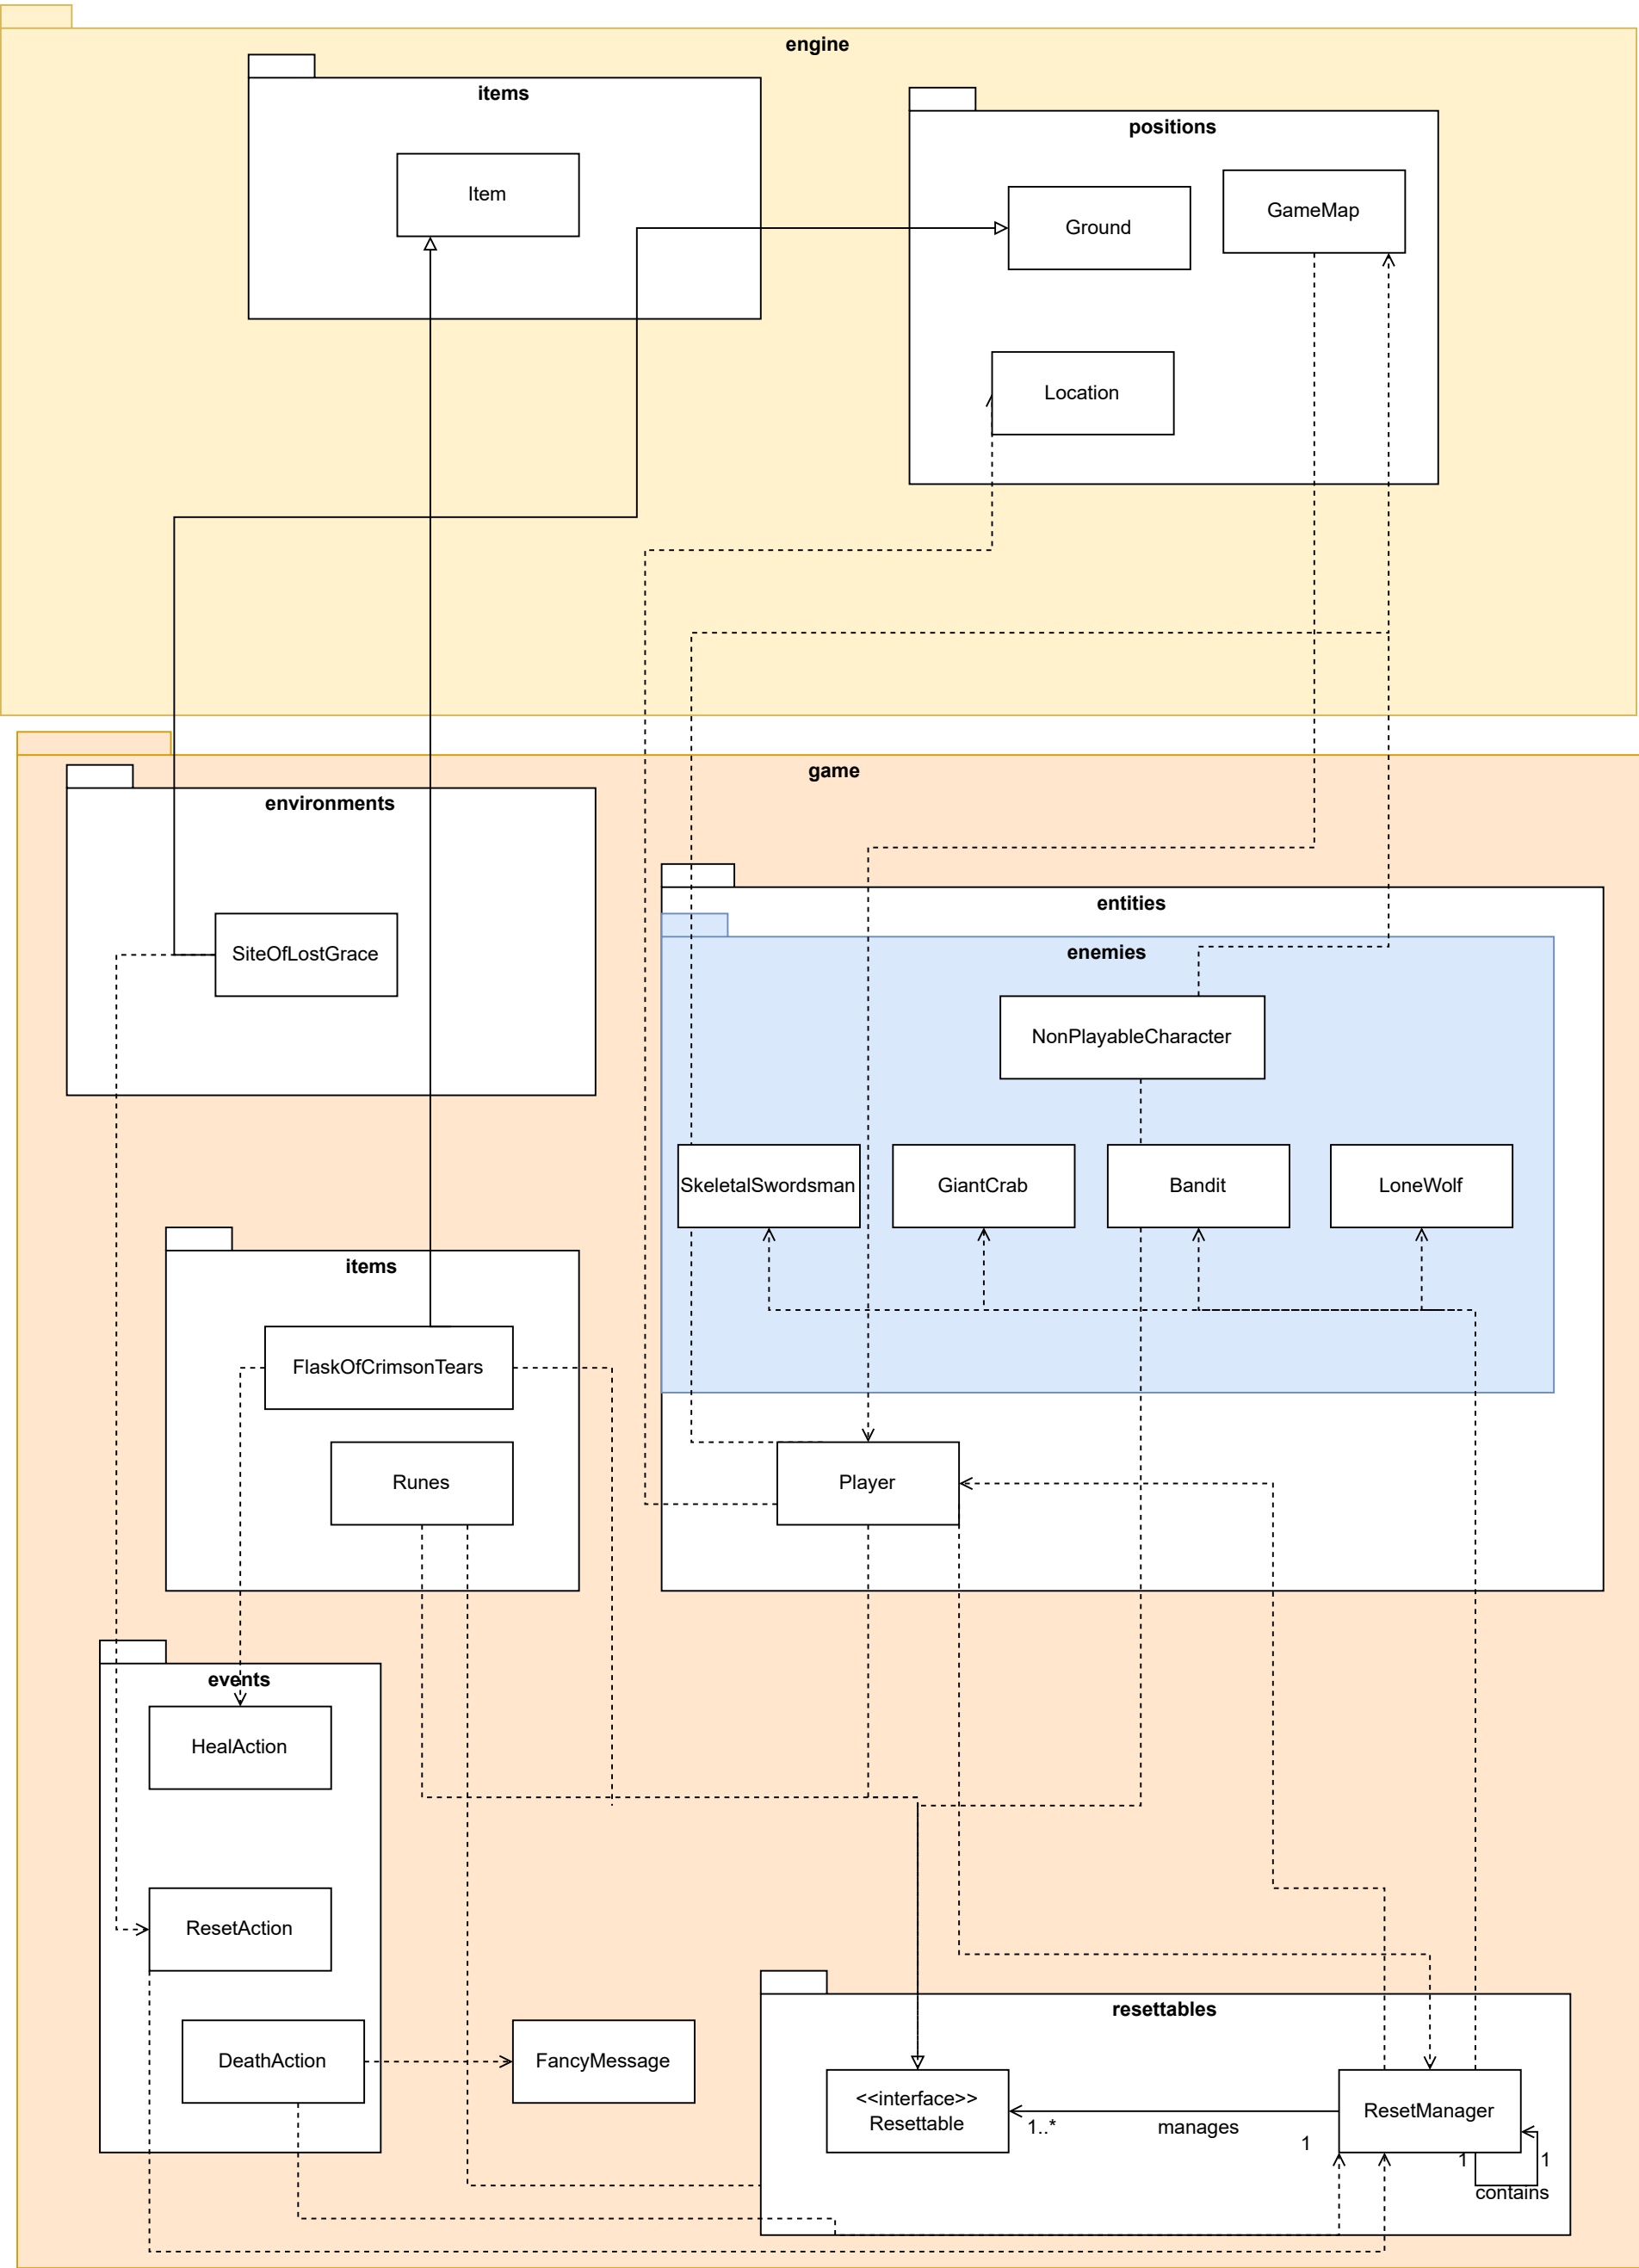 engine
items
Item
positions
Ground
GameMap
Location
game
environments
SiteOfLostGrace
entities
enemies
NonPlayableCharacter
SkeletalSwordsman
GiantCrab
Bandit
LoneWolf
items
FlaskOfCrimsonTears
Runes
Player
events
HealAction
ResetAction
DeathAction
FancyMessage
resettables
<<interface>>
Resettable
1..*
manages
1
ResetManager
1
1
contains